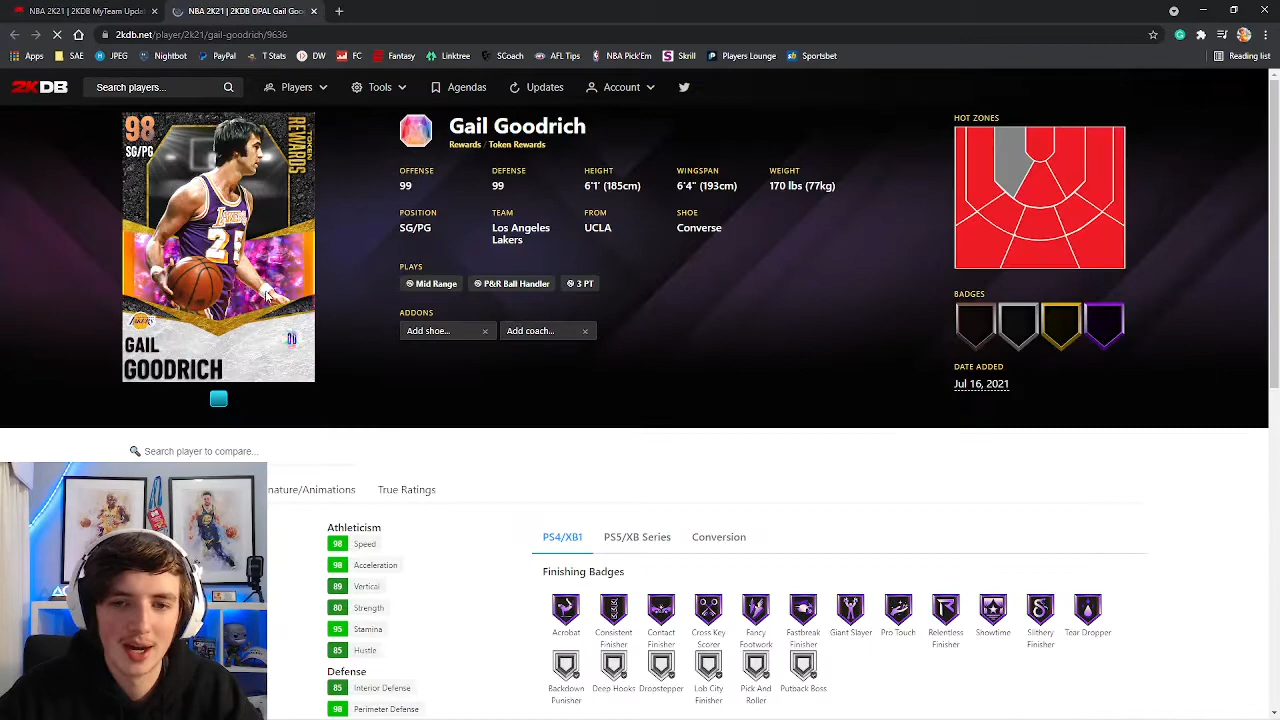 NBA 2K21 | 2KDB MyTeam Updat
NBA 2K21 | 2KDB OPAL Gail Goo
2kdb.net/player/2k21/gail-goodrich/9636
Apps
SAE
JPEG
Nightbot
PayPal
T Stats
DW
FC
Fantasy
Linktree
SCoach
AFL Tips
NBA Pick'Em
Skrill
Players Lounge
Sportsbet
Reading list
2KDB
Search players...
Players
Tools
Agendas
Updates
Account
98
SG/PG
REWARDS
TOKEN
LAKERS
25
GAIL
GOODRICH
Gail Goodrich
Rewards / Token Rewards
OFFENSE
DEFENSE
HEIGHT
WINGSPAN
WEIGHT
99
99
6'1" (185cm)
6'4" (193cm)
170 lbs (77kg)
POSITION
TEAM
FROM
SHOE
SG/PG
Los Angeles
Lakers
UCLA
Converse
PLAYS
Mid Range
P&R Ball Handler
3 PT
ADDONS
Add shoe... ×
Add coach... ×
HOT ZONES
BADGES
DATE ADDED
Jul 16, 2021
Search player to compare...
nature/Animations
True Ratings
Athleticism
98 Speed
98 Acceleration
89 Vertical
80 Strength
95 Stamina
85 Hustle
Defense
85 Interior Defense
98 Perimeter Defense
PS4/XB1
PS5/XB Series
Conversion
Finishing Badges
Acrobat
Consistent
Finisher
Contact
Finisher
Cross Key
Scorer
Fancy
Footwork
Fastbreak
Finisher
Giant Slayer
Pro Touch
Relentless
Finisher
Showtime
Slithery
Finisher
Tear Dropper
Backdown
Punisher
Deep Hooks
Dropstepper
Lob City
Finisher
Pick And
Roller
Putback Boss